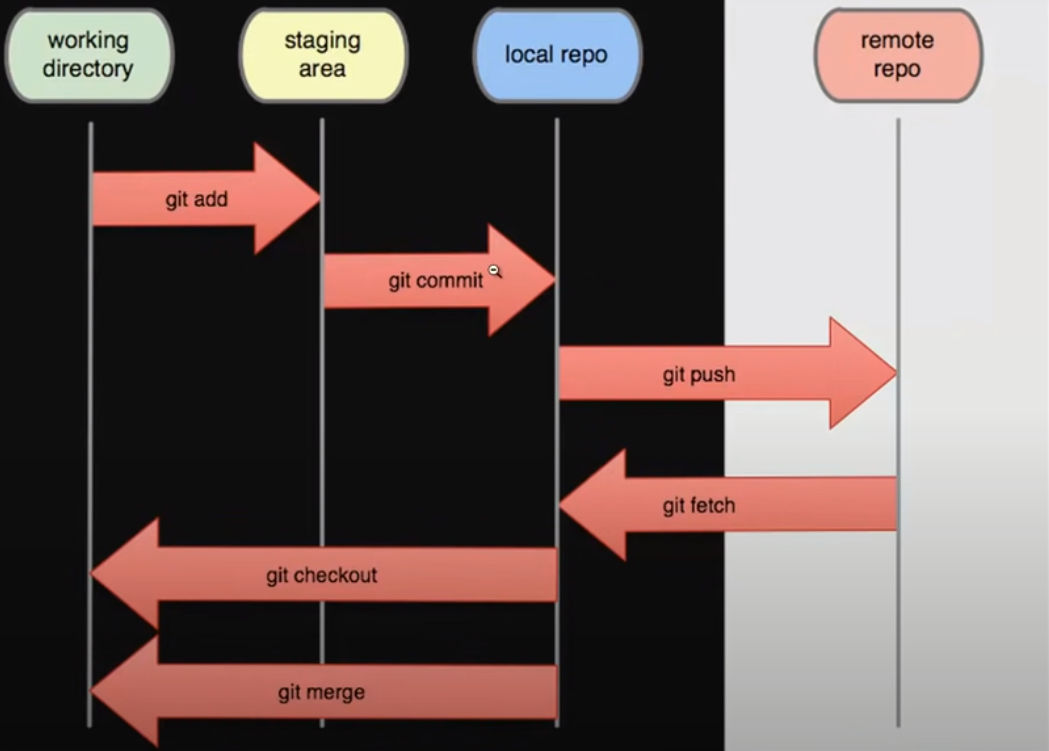 working
directory
staging
area
local repo
remote
repo
git add
git commit
git push
git fetch
git checkout
git merge